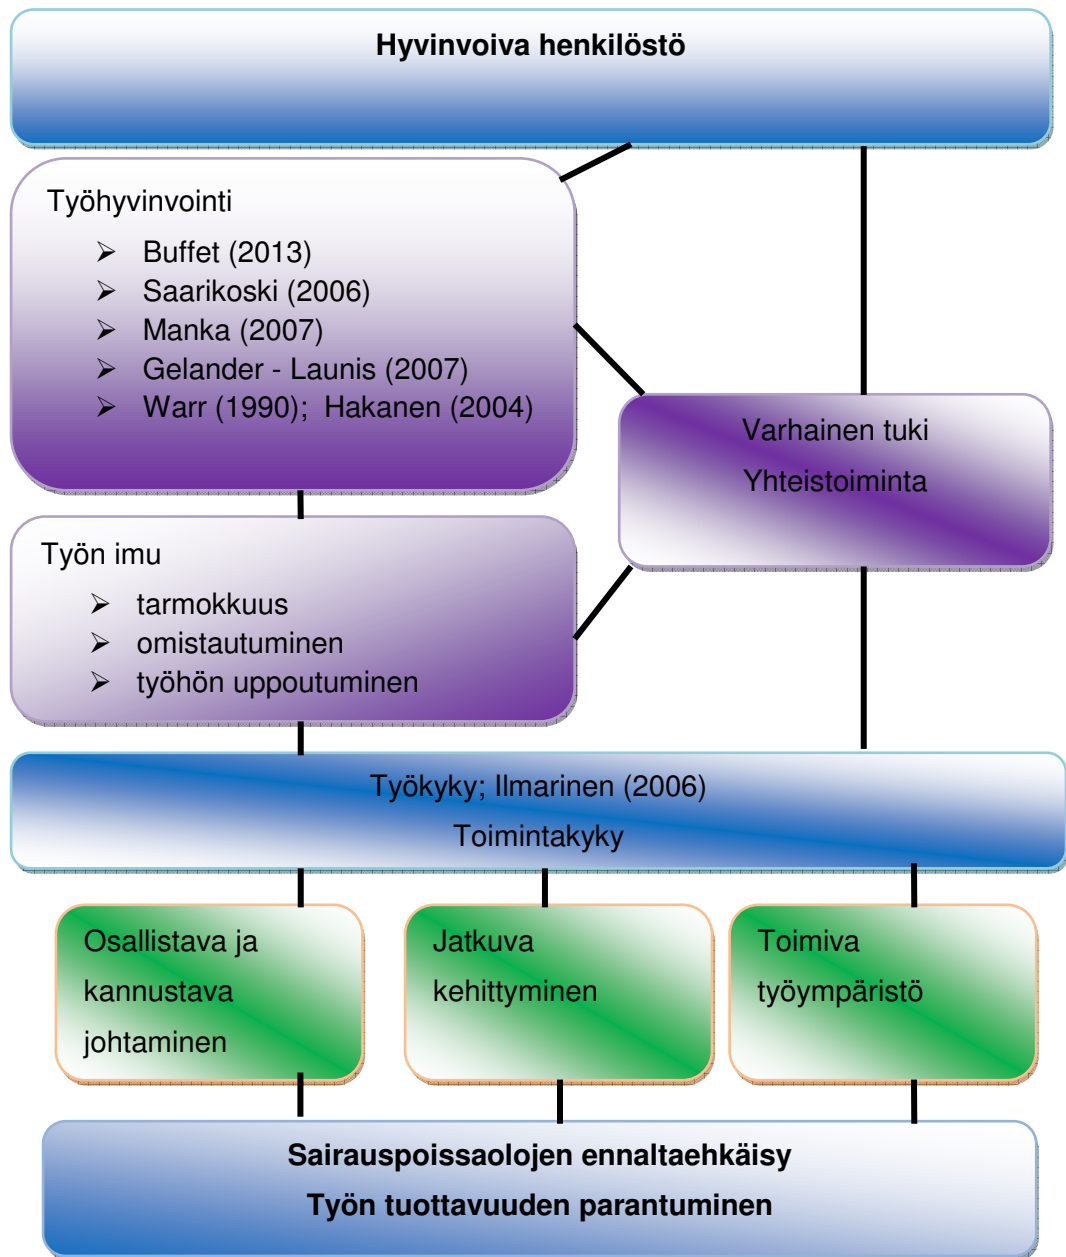 Hyvinvoiva henkilöstö
Työhyvinvointi
➢ Buffet (2013)
➢ Saarikoski (2006)
➢ Manka (2007)
➢ Gelander - Launis (2007)
➢ Warr (1990); Hakanen (2004)
Varhainen tuki
Yhteistoiminta
Työn imu
➢ tarmokkuus
➢ omistautuminen
➢ työhön uppoutuminen
Työkyky; Ilmarinen (2006)
Toimintakyky
Osallistava ja
kannustava
johtaminen
Jatkuva
kehittyminen
Toimiva
työympäristö
Sairauspoissaolojen ennaltaehkäisy
Työn tuottavuuden parantuminen